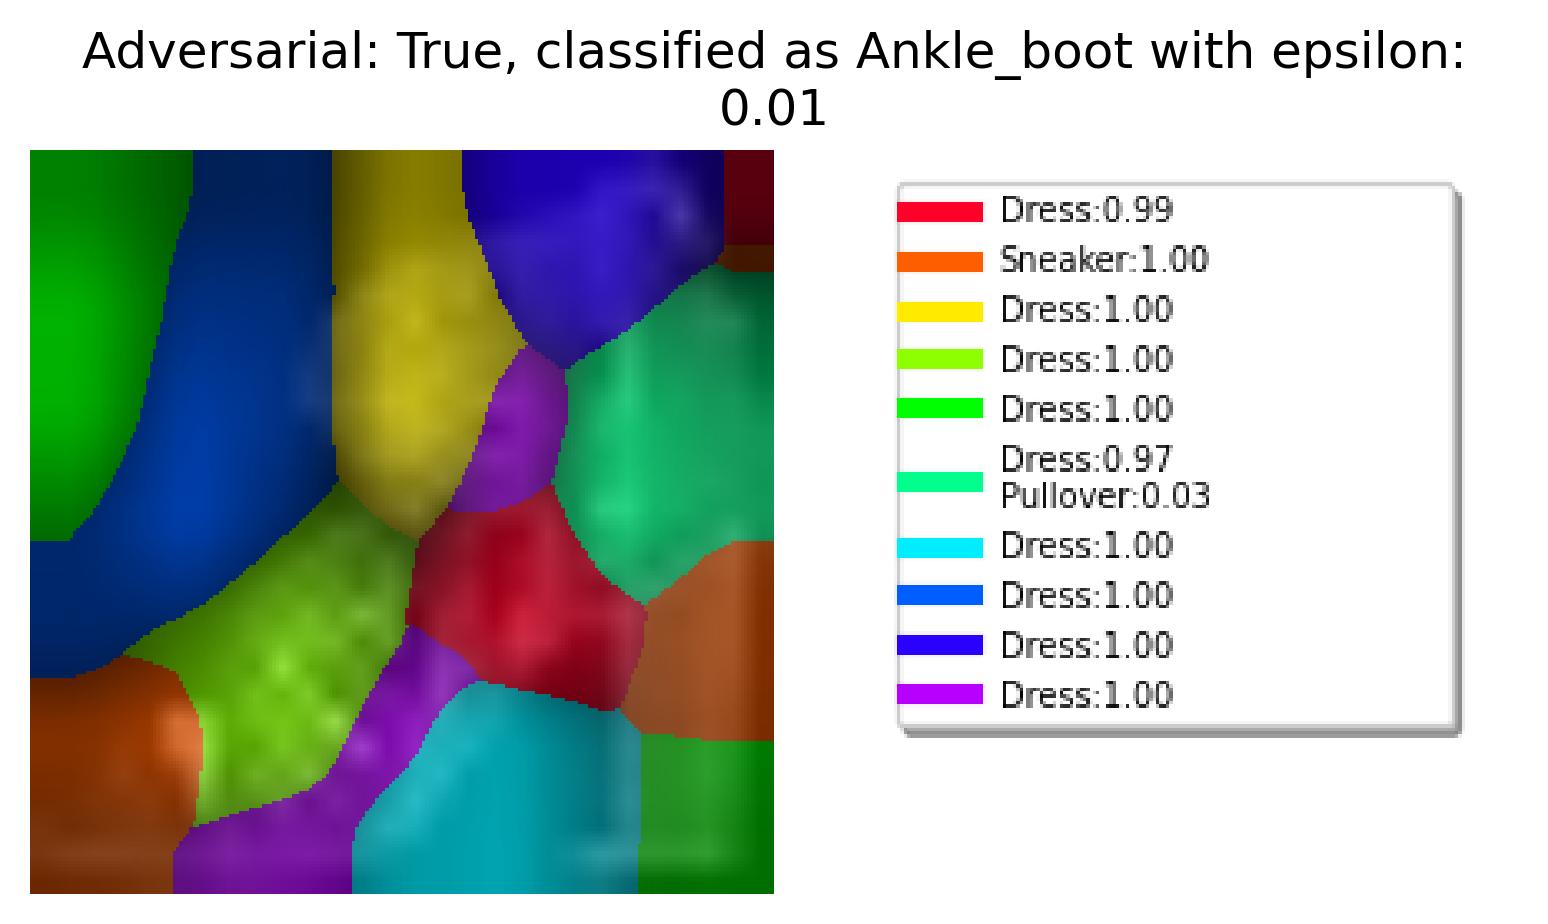 Adversarial: True, classified as Ankle_boot with epsilon:
0.01
Dress:0.99
Sneaker:1.00
Dress:1.00
Dress:1.00
Dress:1.00
Dress:0.97
Pullover:0.03
Dress:1.00
Dress:1.00
Dress:1.00
Dress:1.00